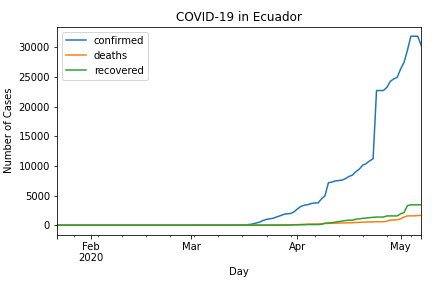 COVID-19 in Ecuador
confirmed
deaths
recovered
Number of Cases
30000
25000
20000
15000
10000
5000
0
Feb
2020
Mar
Apr
May
Day